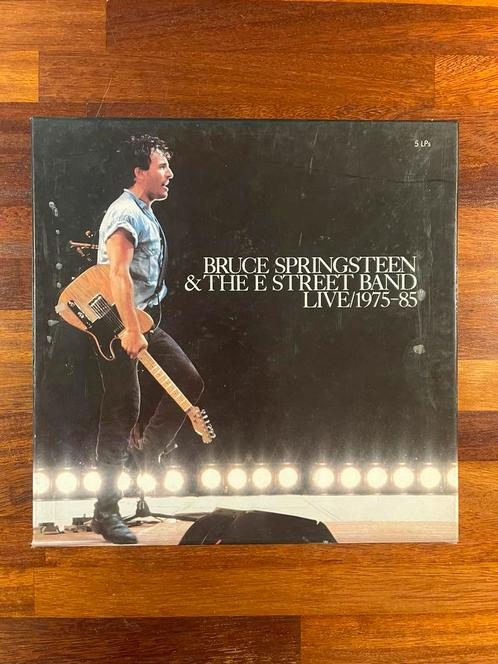 5 LPs
BRUCE SPRINGSTEEN
& THE E STREET BAND
LIVE/1975-85